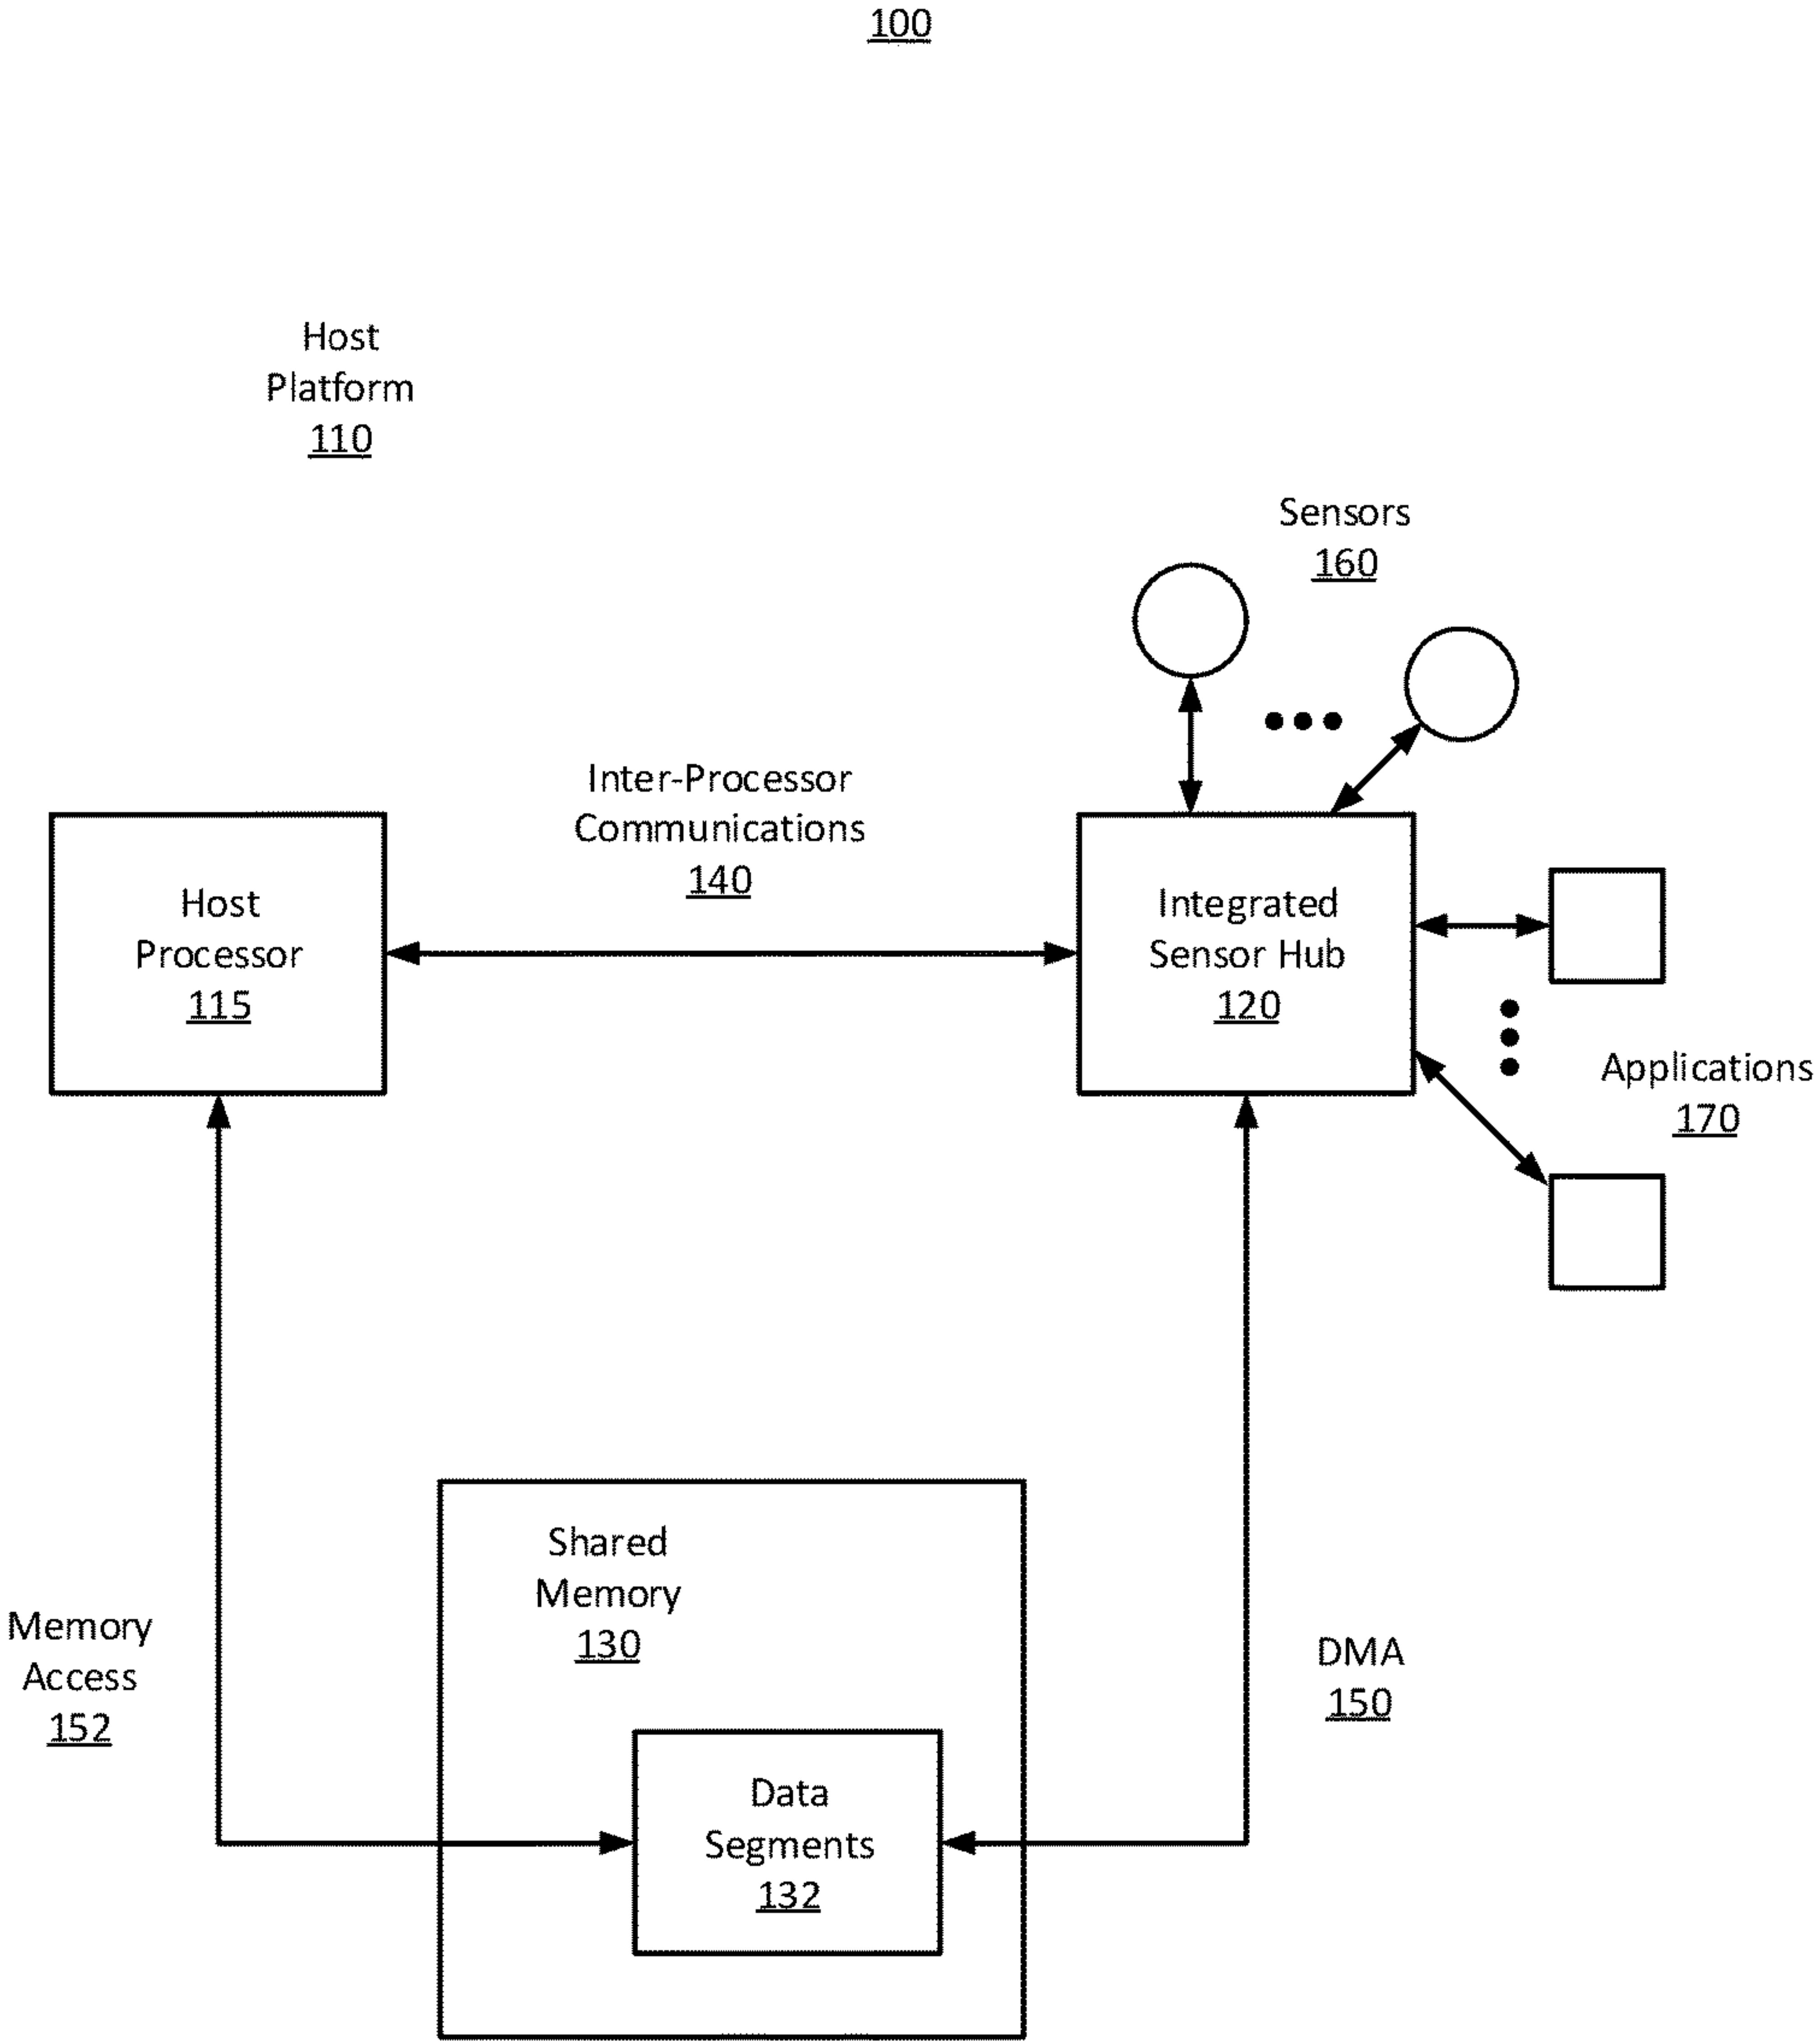 100
Host
Platform
110
Sensors
160
Inter-Processor
Communications
140
Host
Processor
115
Integrated
Sensor Hub
120
Applications
170
Shared
Memory
130
Memory
Access
152
DMA
150
Data
Segments
132